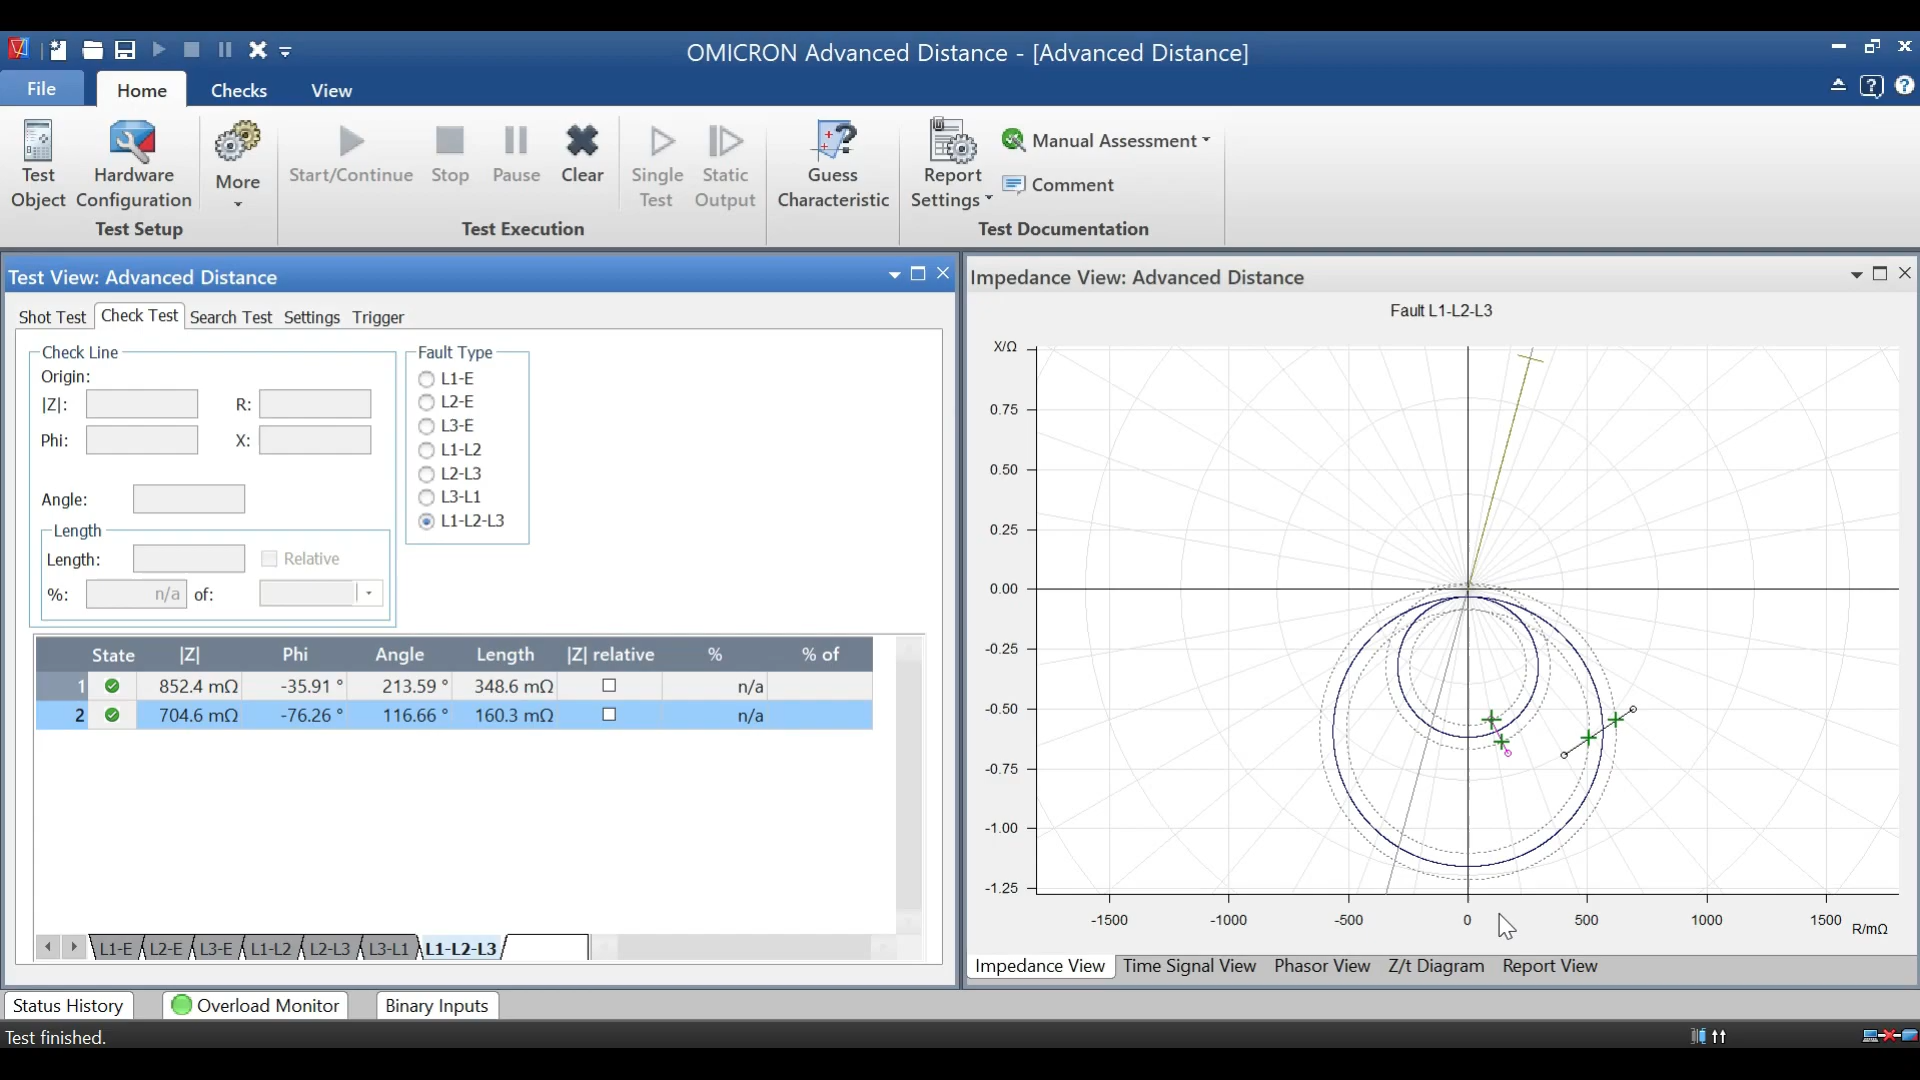 OMICRON Advanced Distance - [Advanced Distance]
File Home Checks View
Test Object
Hardware Configuration
More
Test Setup
Start/Continue
Stop
Pause
Clear
Single Test
Static Output
Test Execution
Guess Characteristic
Report Settings
Manual Assessment
Comment
Test Documentation
Test View: Advanced Distance
Shot Test Check Test Search Test Settings Trigger
Check Line
Origin:
|Z|: R:
Phi: X:
Angle:
Length
Length: Relative
%: n/a of:
Fault Type
L1-E
L2-E
L3-E
L1-L2
L2-L3
L3-L1
L1-L2-L3
State |Z| Phi Angle Length |Z| relative % % of
1 852.4 mΩ -35.91 ° 213.59 ° 348.6 mΩ n/a
2 704.6 mΩ -76.26 ° 116.66 ° 160.3 mΩ n/a
L1-E L2-E L3-E L1-L2 L2-L3 L3-L1 L1-L2-L3
Impedance View: Advanced Distance
Fault L1-L2-L3
X/Ω
0.75
0.50
0.25
0.00
-0.25
-0.50
-0.75
-1.00
-1.25
-1500 -1000 -500 0 500 1000 1500 R/mΩ
Impedance View Time Signal View Phasor View Z/t Diagram Report View
Status History Overload Monitor Binary Inputs
Test finished.